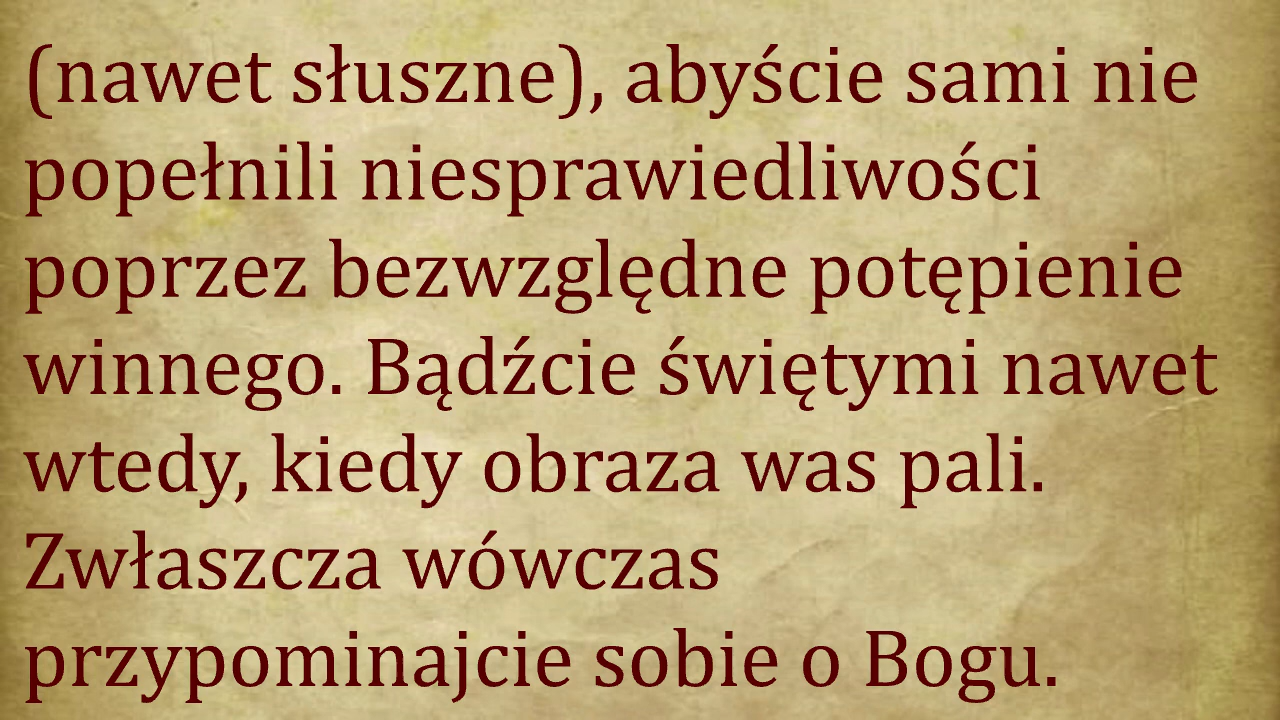 (nawet słuszne), abyście sami nie
popełnili niesprawiedliwości
poprzez bezwzględne potępienie
winnego. Bądźcie świętymi nawet
wtedy, kiedy obraza was pali.
Zwłaszcza wówczas
przypominajcie sobie o Bogu.